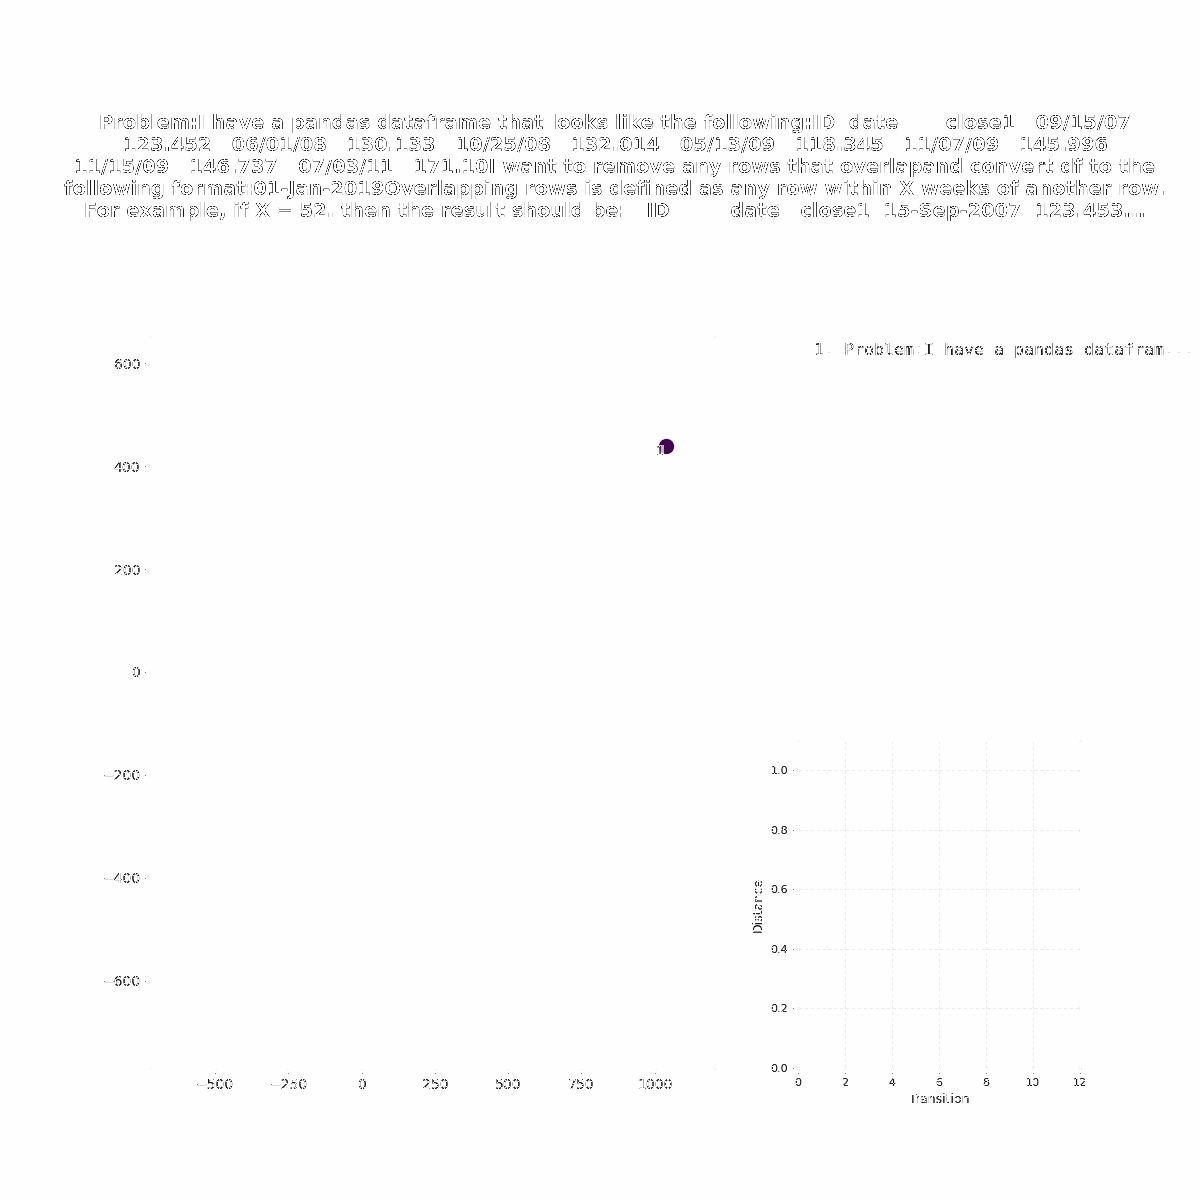 Problem:I have a pandas dataframe that looks like the following:ID  date       close1   09/15/07
123.452   06/01/08   130.133   10/25/08   132.014   05/13/09   118.345   11/07/09   145.996
11/15/09   146.737   07/03/11   171.10I want to remove any rows that overlapand convert df to the
following format:01-Jan-2019Overlapping rows is defined as any row within X weeks of another row.
For example, if X = 52, then the result should be:   ID        date   close1  15-Sep-2007  123.453...
1. Problem:I have a pandas datafram...
600
400
200
0
−200
−400
−600
−500 −250 0 250 500 750 1000
1
1.0
0.8
0.6
0.4
0.2
0.0
0 2 4 6 8 10 12
Distance
Transition